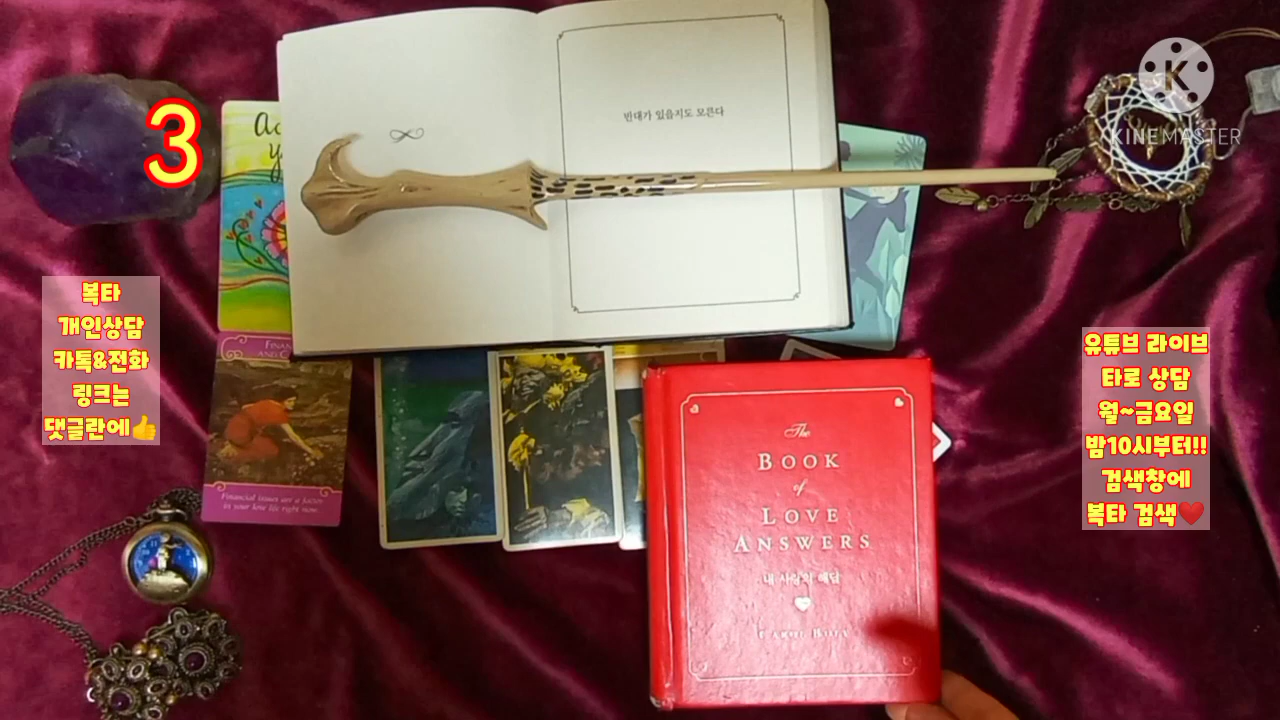 3
반대가 있을지도 모른다
K
KINEMASTER
복타
개인상담
카톡&전화
링크는
댓글란에👍
유튜브 라이브
타로 상담
월~금요일
밤10시부터!!
검색창에
복타 검색❤️
Financial issues are a factor
in your love life right now.
The
BOOK
of
LOVE
ANSWERS
내 사랑의 해답